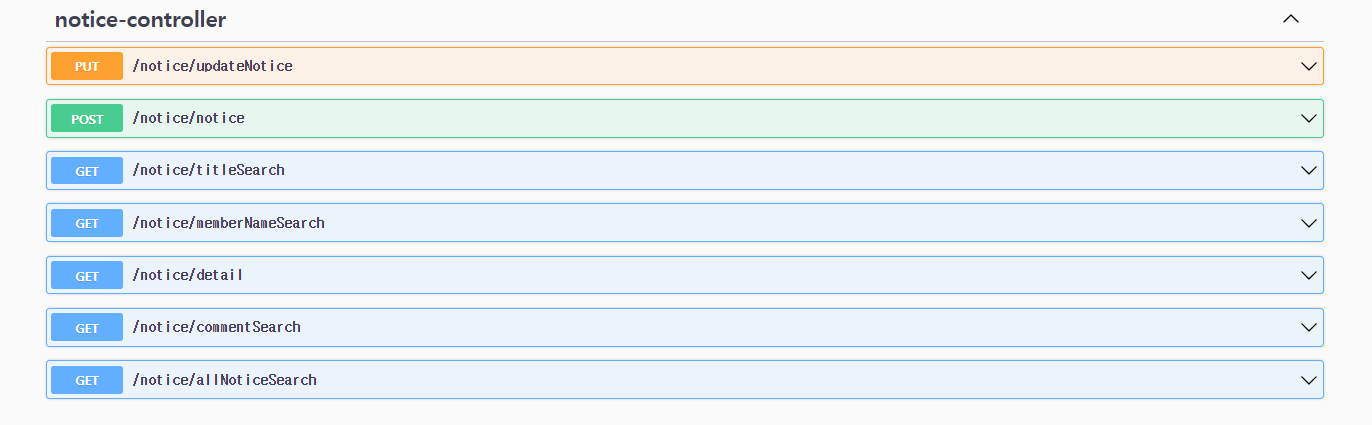 notice-controller
PUT /notice/updateNotice
POST /notice/notice
GET /notice/titleSearch
GET /notice/memberNameSearch
GET /notice/detail
GET /notice/commentSearch
GET /notice/allNoticeSearch